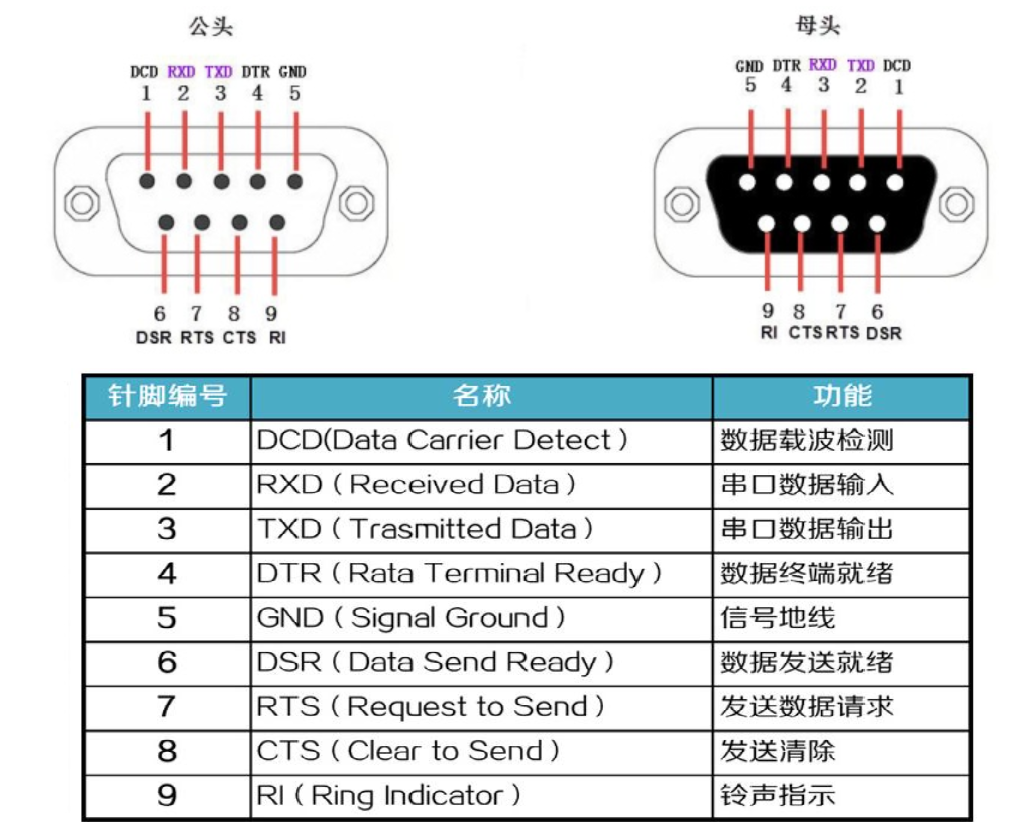 公头
母头
DCD RXD TXD DTR GND
1 2 3 4 5
GND DTR RXD TXD DCD
5 4 3 2 1
6 7 8 9
DSR RTS CTS RI
9 8 7 6
RI CTS RTS DSR
针脚编号 名称 功能
1 DCD(Data Carrier Detect) 数据载波检测
2 RXD(Received Data) 串口数据输入
3 TXD(Trasmitted Data) 串口数据输出
4 DTR(Rata Terminal Ready) 数据终端就绪
5 GND(Signal Ground) 信号地线
6 DSR(Data Send Ready) 数据发送就绪
7 RTS(Request to Send) 发送数据请求
8 CTS(Clear to Send) 发送清除
9 RI(Ring Indicator) 铃声指示